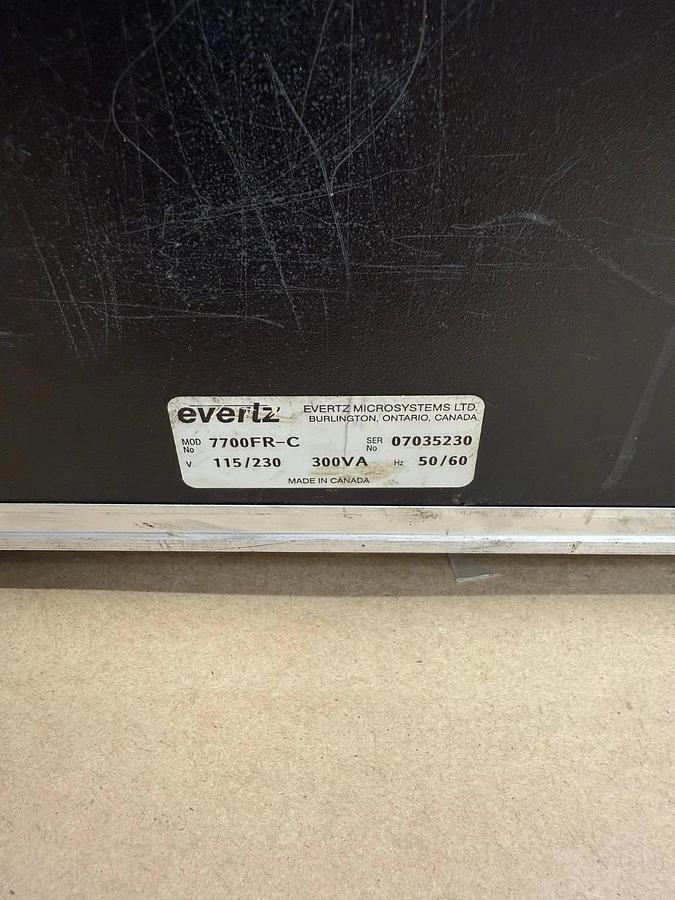 evertz EVERTZ MICROSYSTEMS LTD,
BURLINGTON, ONTARIO, CANADA
MOD No 7700FR-C SER No 07035230
V 115/230 300VA Hz 50/60
MADE IN CANADA